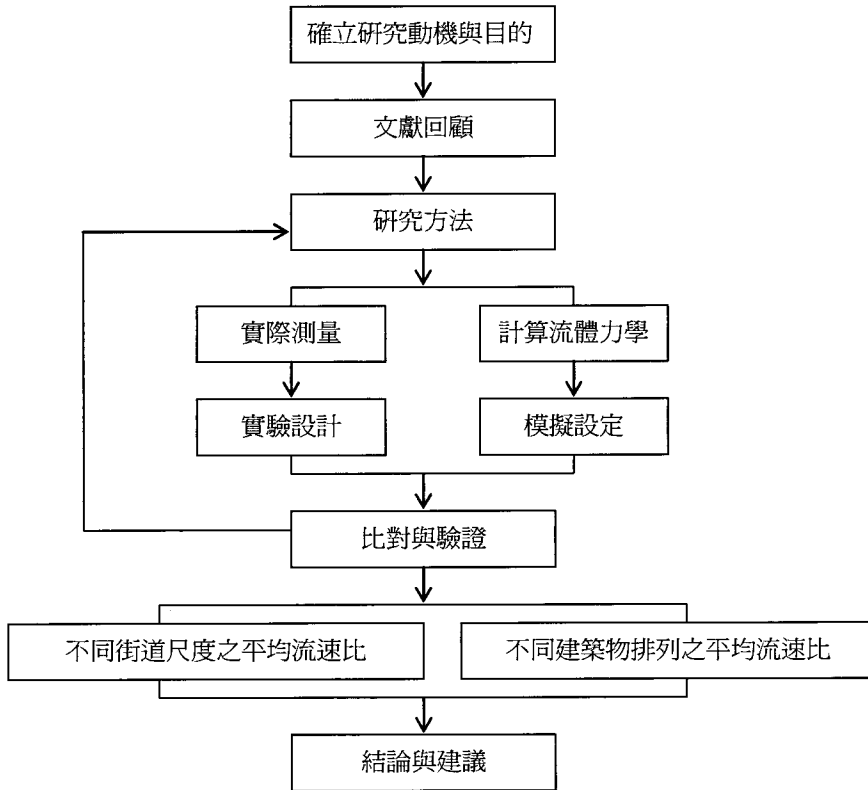 確立研究動機與目的
文獻回顧
研究方法
實際測量
計算流體力學
實驗設計
模擬設定
比對與驗證
不同街道尺度之平均流速比
不同建築物排列之平均流速比
結論與建議